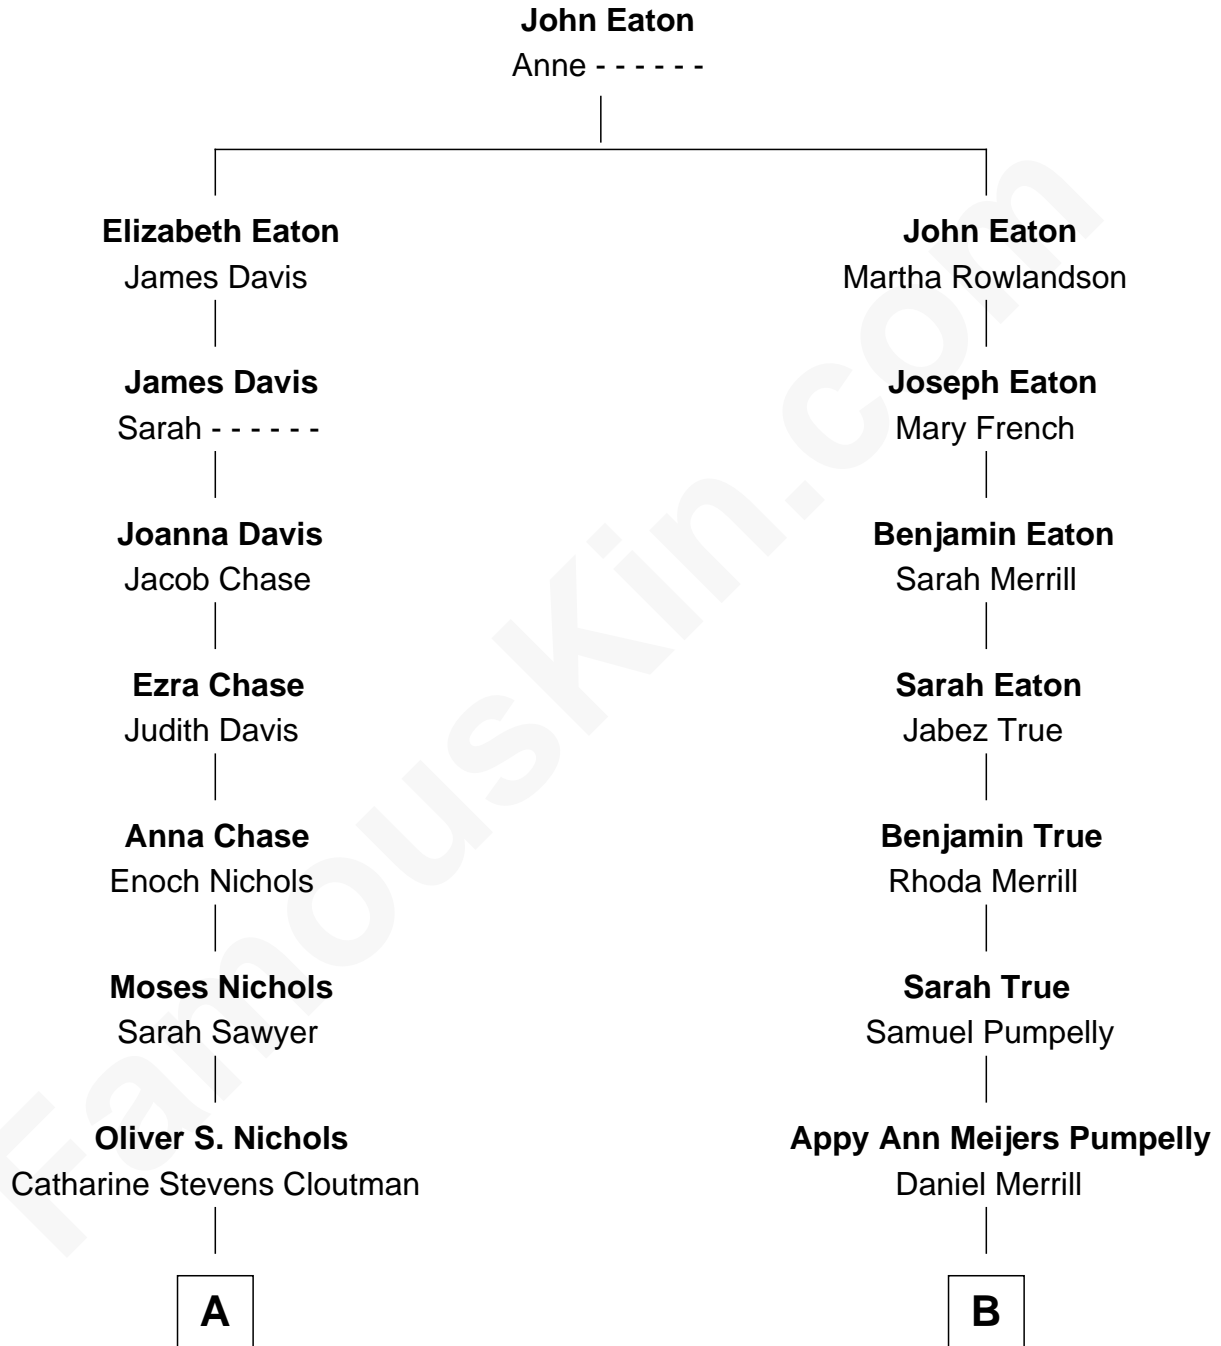 John Eaton
Anne - - - - - -
Elizabeth Eaton
James Davis
John Eaton
Martha Rowlandson
James Davis
Sarah - - - - - -
Joseph Eaton
Mary French
Joanna Davis
Jacob Chase
Benjamin Eaton
Sarah Merrill
Ezra Chase
Judith Davis
Sarah Eaton
Jabez True
Anna Chase
Enoch Nichols
Benjamin True
Rhoda Merrill
Moses Nichols
Sarah Sawyer
Sarah True
Samuel Pumpelly
Oliver S. Nichols
Catharine Stevens Cloutman
Appy Ann Meijers Pumpelly
Daniel Merrill
A
B
FamousKin.com